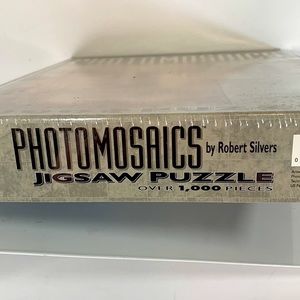 PHOTOMOSAICS by Robert Silvers
JIGSAW PUZZLE
OVER 1,000 PIECES